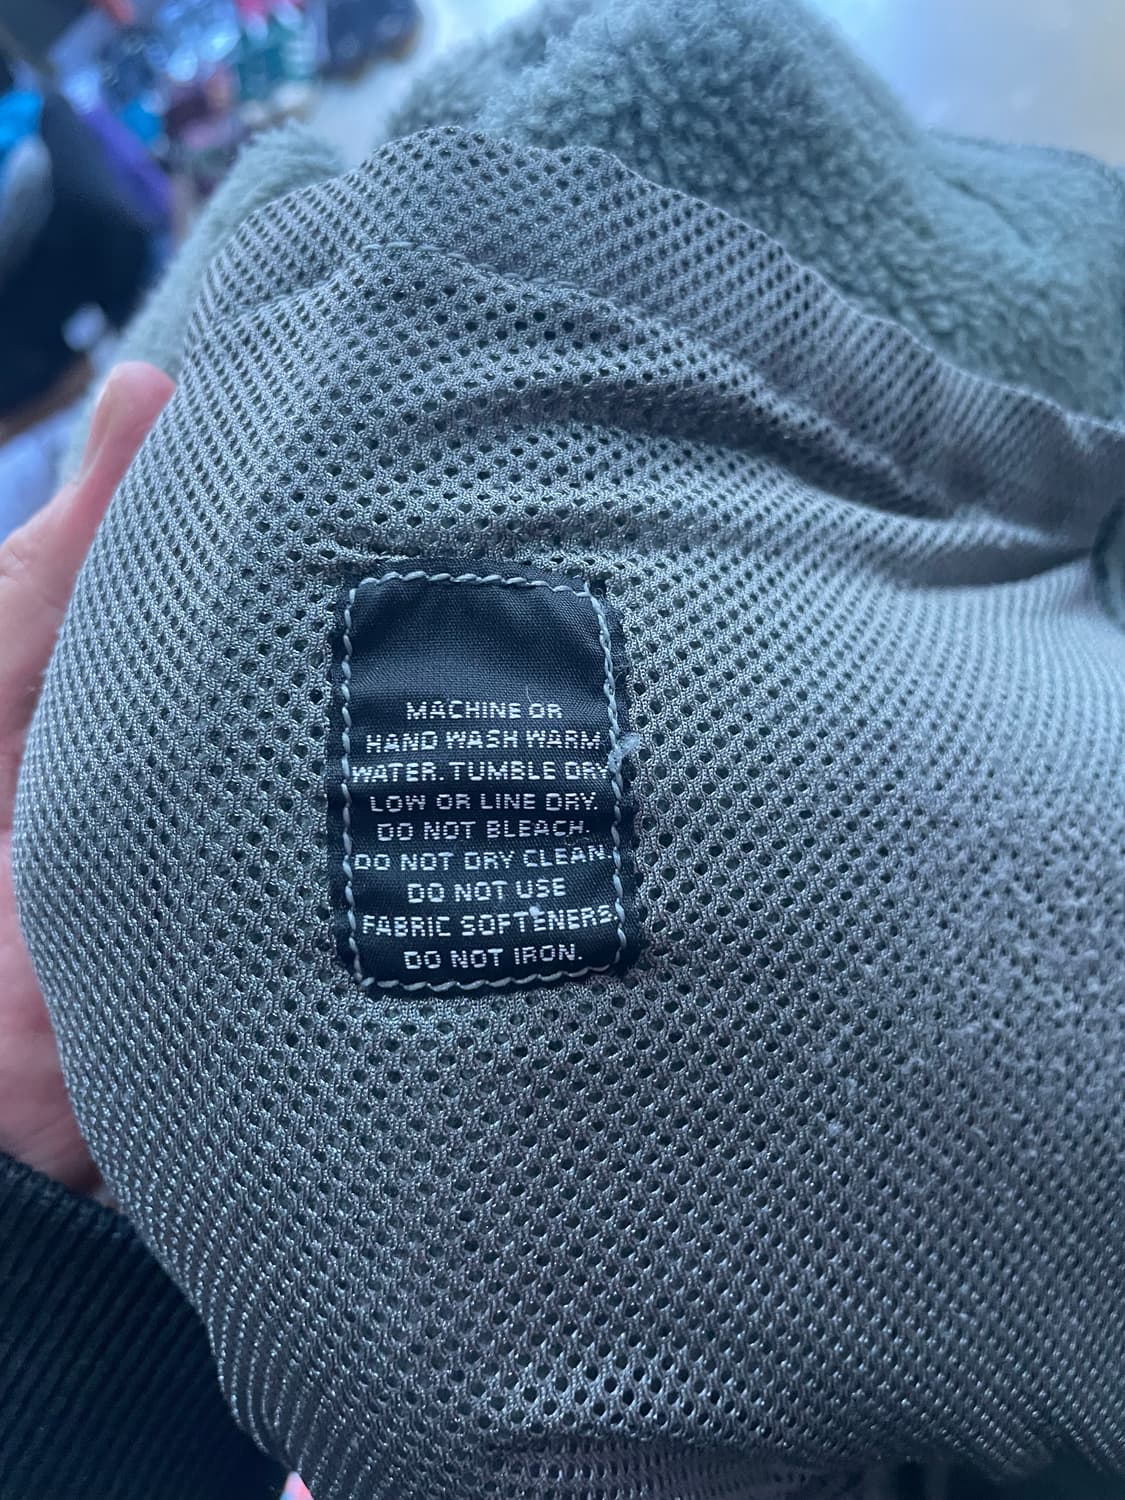 MACHINE OR
HAND WASH WARM
WATER. TUMBLE DRY
LOW OR LINE DRY.
DO NOT BLEACH.
DO NOT DRY CLEAN.
DO NOT USE
FABRIC SOFTENERS.
DO NOT IRON.